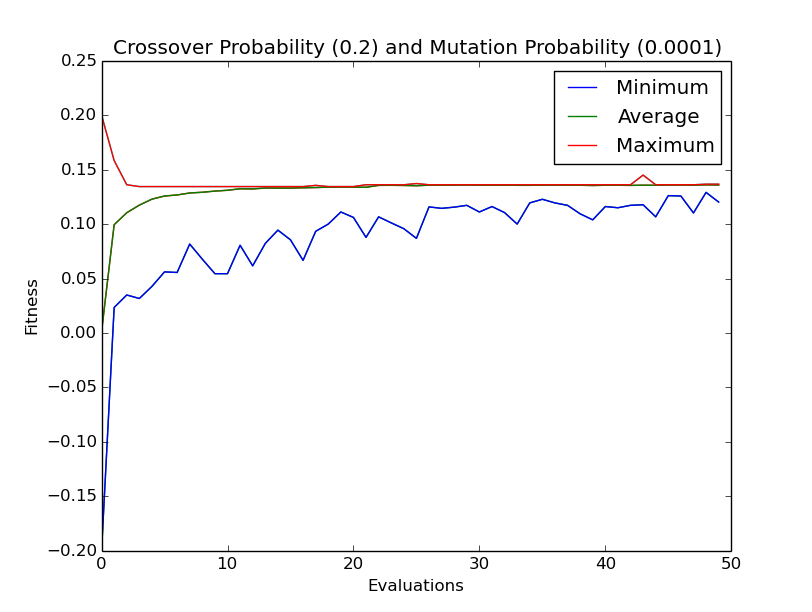 Crossover Probability (0.2) and Mutation Probability (0.0001)
0.25
0.20
0.15
0.10
0.05
0.00
−0.05
−0.10
−0.15
−0.20
Fitness
Minimum
Average
Maximum
0 10 20 30 40 50
Evaluations